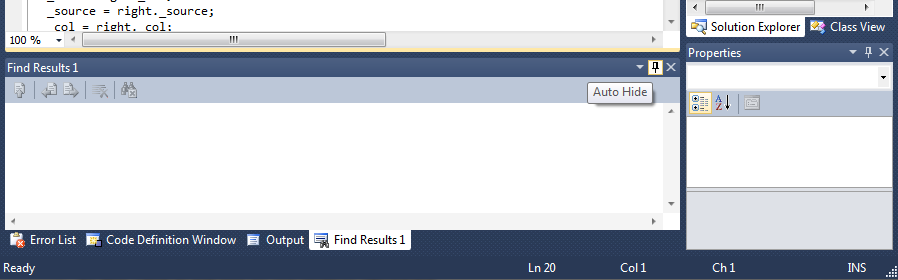 _source = right._source;
_col = right._col;
100 %
Solution Explorer
Class View
Find Results 1
Properties
Auto Hide
Error List
Code Definition Window
Output
Find Results 1
Ready
Ln 20
Col 1
Ch 1
INS